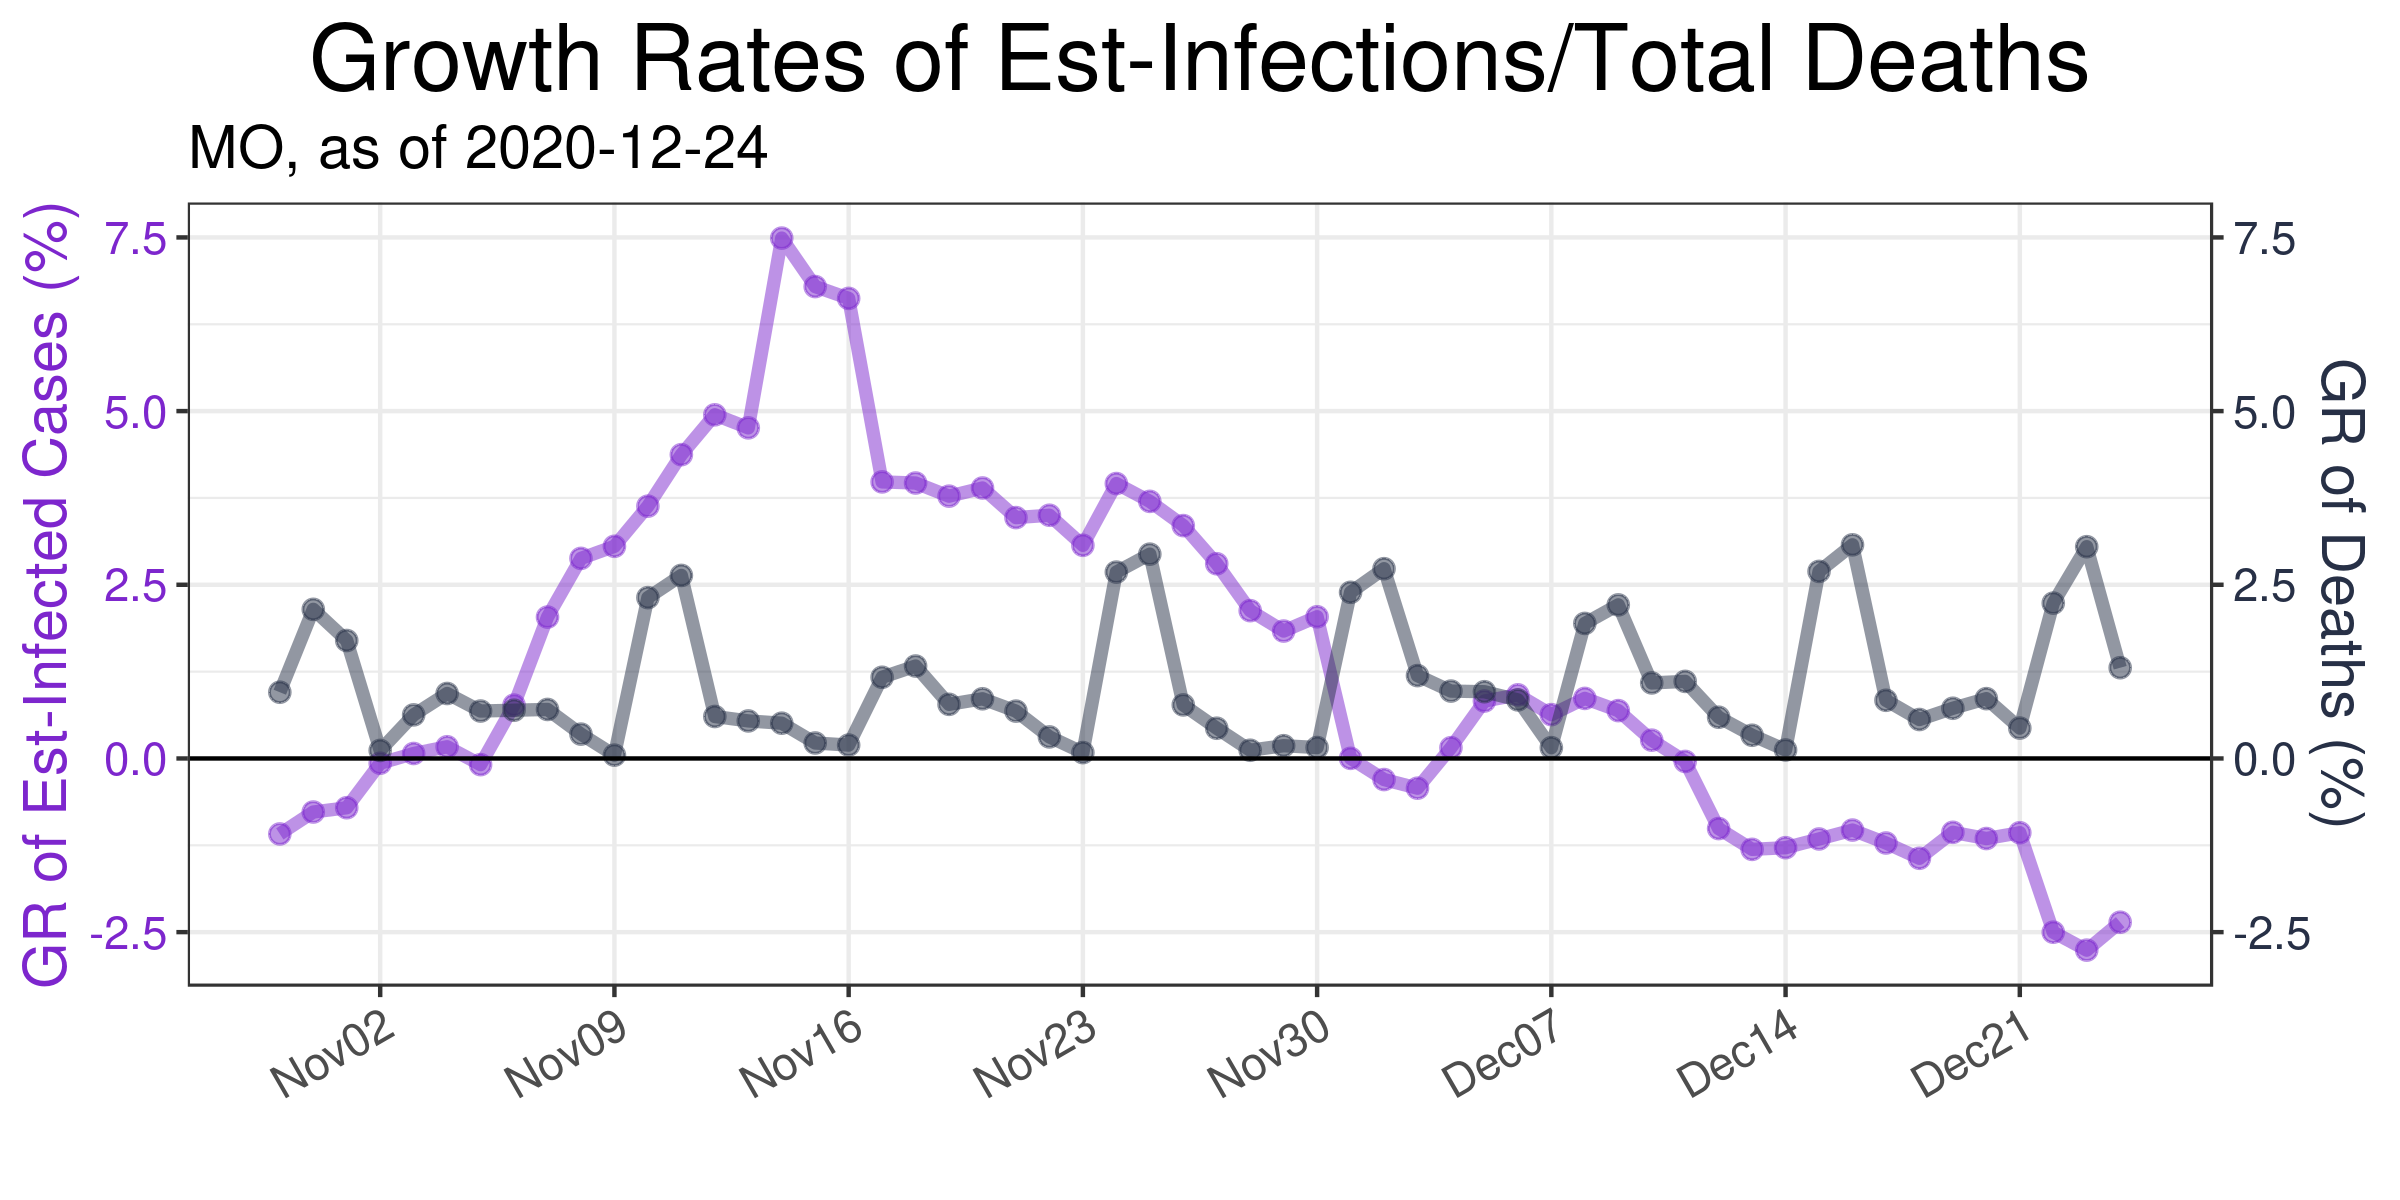 Growth Rates of Est-Infections/Total Deaths
MO, as of 2020-12-24
GR of Est-Infected Cases (%)
7.5
5.0
2.5
0.0
-2.5
7.5
5.0
2.5
0.0
-2.5
GR of Deaths (%)
Nov02
Nov09
Nov16
Nov23
Nov30
Dec07
Dec14
Dec21